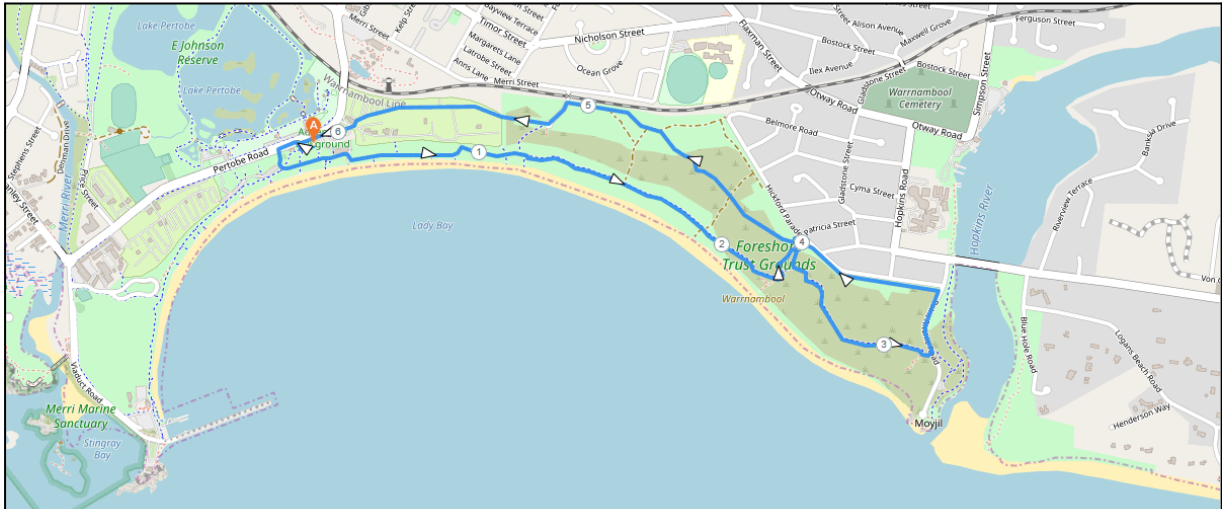 Lake Pertobe
E Johnson
Reserve
Lake Pertobe
Merri Street
Kelp Street
Bayview Terrace
Timor Street
Margarets Lane
Latrobe Street
Anns Lane
Merri Street
Nicholson Street
Ocean Grove
Flaxman Street
Alison Avenue
Maxwell Grove
Bostock Street
Ilex Avenue
Gladstone Street
Bostock Street
Ferguson Street
Simpson Street
Warrnambool
Cemetery
Otway Road
Otway Road
Warrnambool Line
Belmore Road
Gladstone Street
Cyma Street
Hopkins Road
Patricia Street
Hickford Parade
Banksia Drive
Riverview Terrace
Hopkins River
Stephens Street
Denman Drive
Merri River
Price Street
Pertobe Road
A
1
2
3
4
5
6
Lady Bay
Foreshore
Trust Grounds
Warrnambool
Blue Hole Road
Logans Beach Road
Henderson Way
Moyjil
Viaduct Road
Merri Marine
Sanctuary
Stingray
Bay